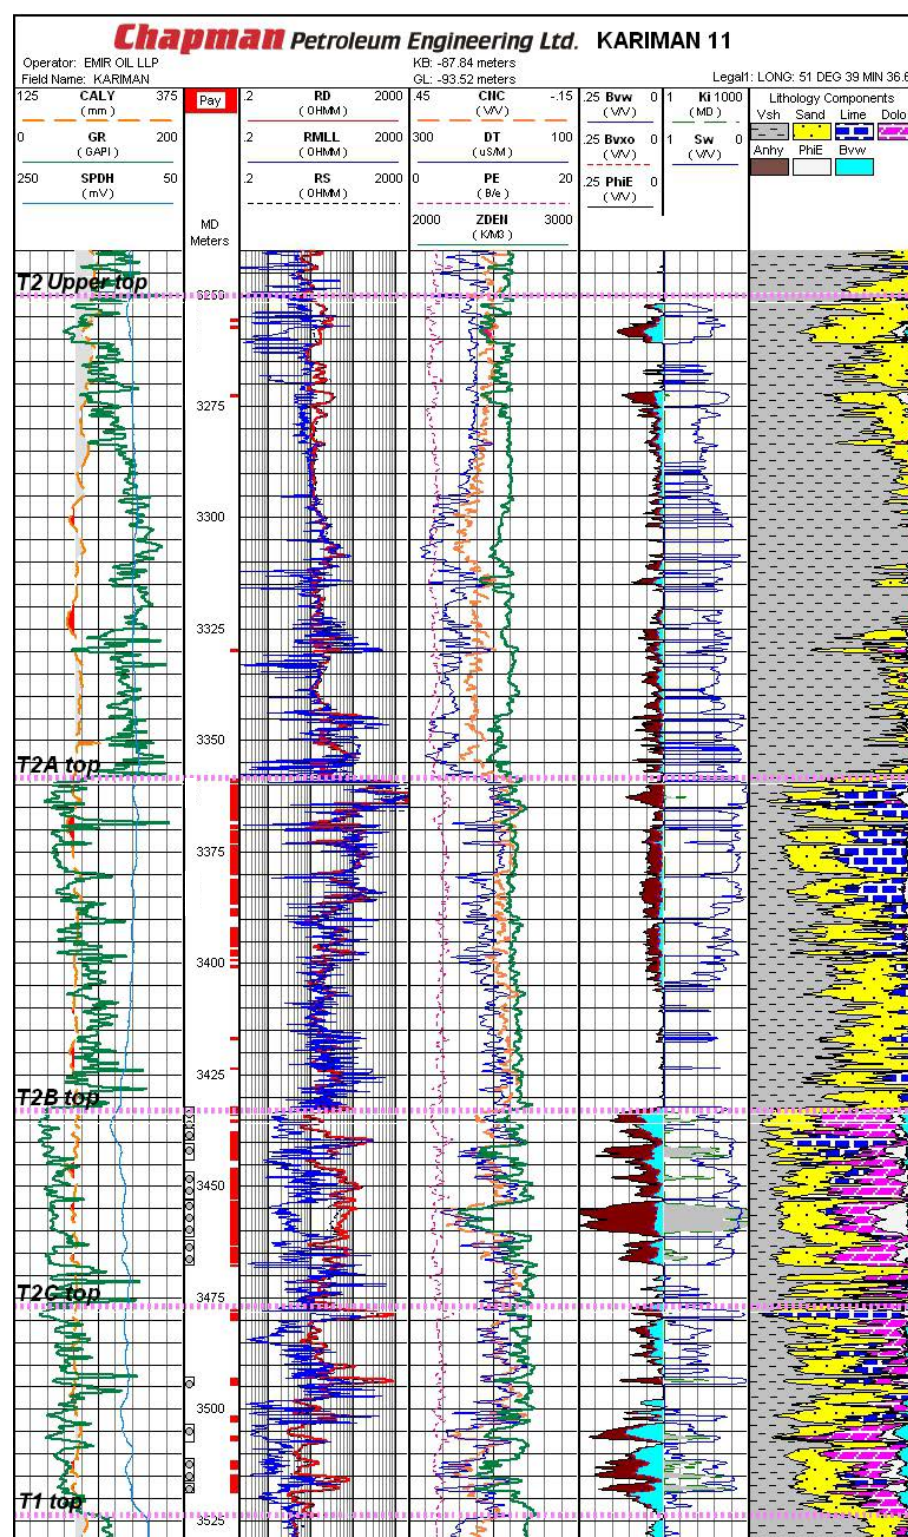 Chapman Petroleum Engineering Ltd. KARIMAN 11
Operator: EMIR OIL LLP
Field Name: KARIMAN
KB: -87.84 meters
GL: -93.52 meters
Legal1: LONG: 51 DEG 39 MIN 36.6
125 CALY 375
(mm)
0 GR 200
(GAPI)
250 SPDH 50
(mV)
Pay
MD
Meters
.2 RD 2000
(OHMM)
.2 RMLL 2000
(OHMM)
.2 RS 2000
(OHMM)
.45 CNC -.15
(V/V)
300 DT 100
(uS/M)
0 PE 20
(B/e)
2000 ZDEN 3000
(K/M3)
.25 Bvw 0
(V/V)
.25 Bvxo 0
(V/V)
.25 PhiE 0
(V/V)
1 Ki 1000
(MD)
1 Sw 0
(V/V)
Lithology Components
Vsh Sand Lime Dolo
Anhy PhiE Bvw
T2 Upper top
3250
3275
3300
3325
3350
T2A top
3375
3400
3425
T2B top
3450
3475
T2C top
3500
T1 top
3525